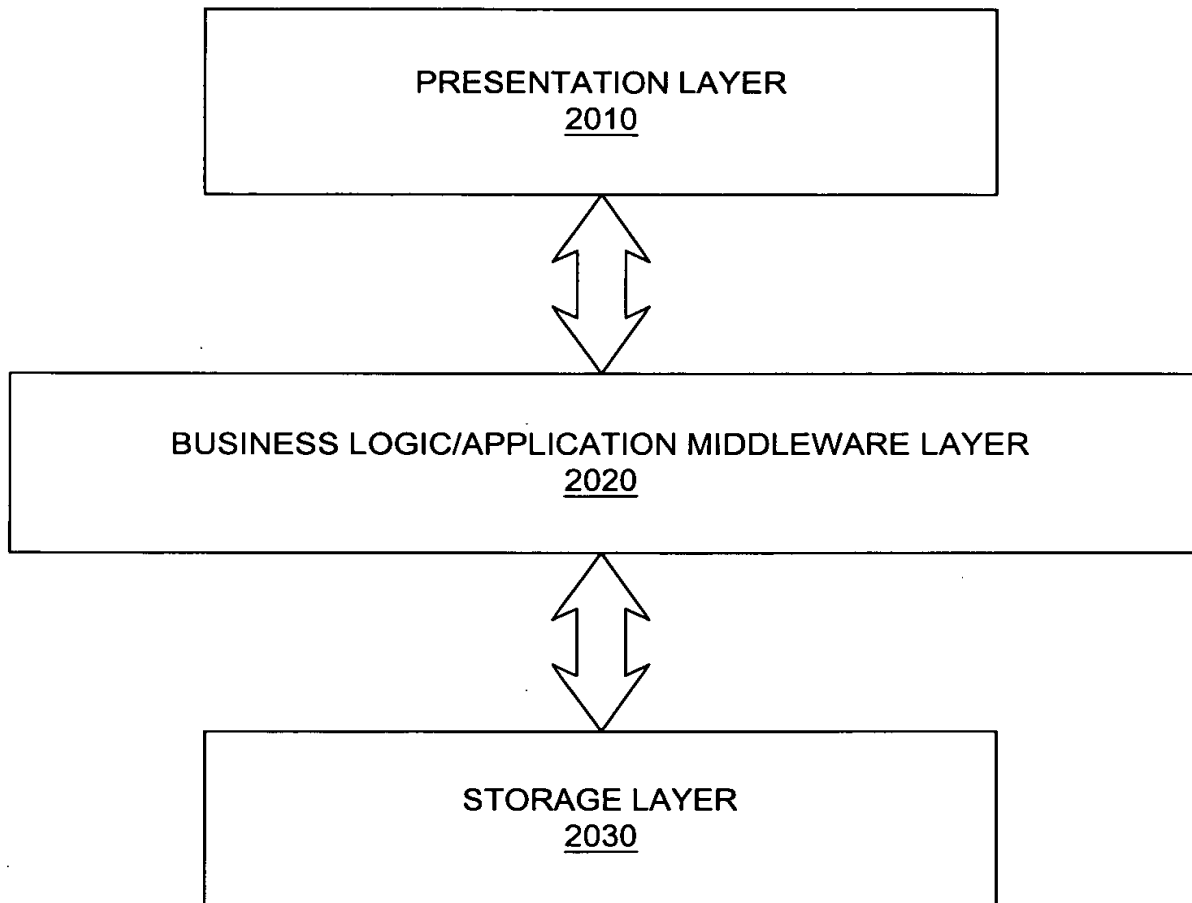 PRESENTATION LAYER
2010
BUSINESS LOGIC/APPLICATION MIDDLEWARE LAYER
2020
STORAGE LAYER
2030